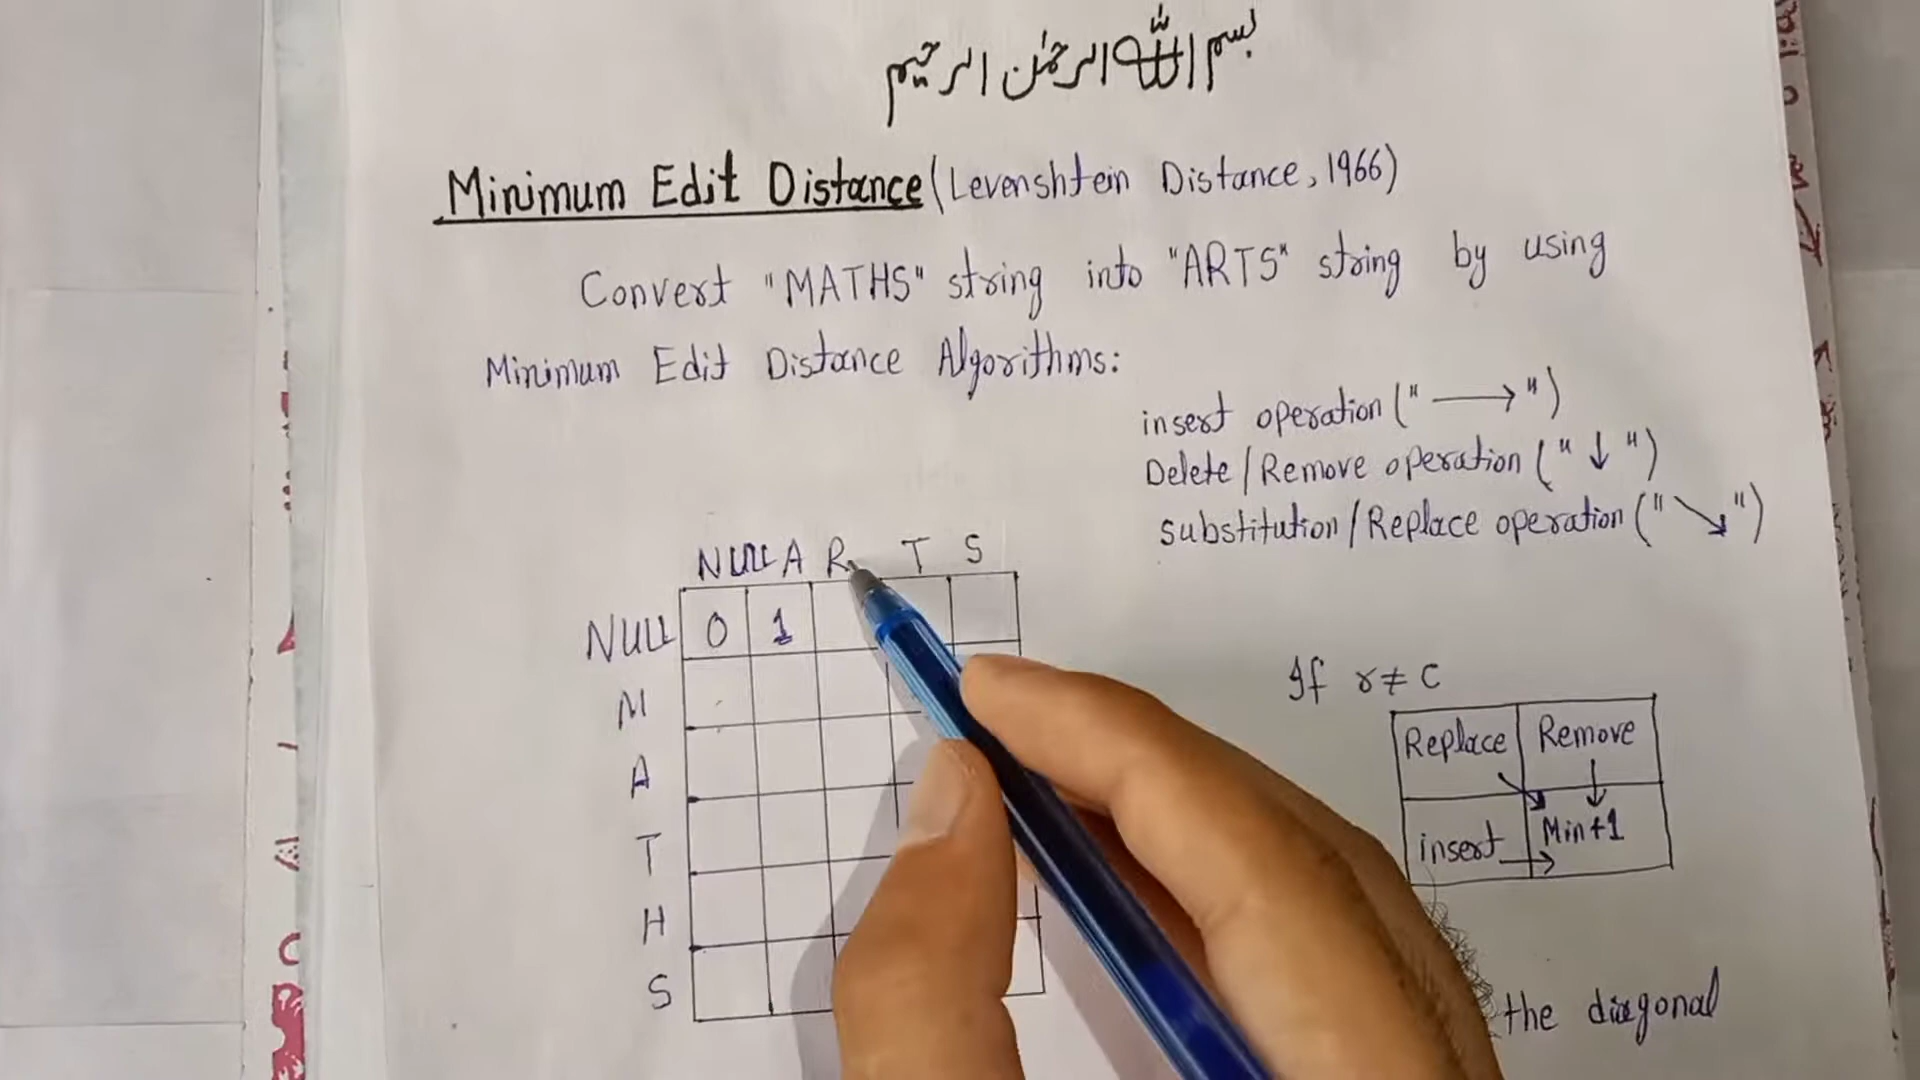 بسم الله الرحمٰن الرحيم
Minimum Edit Distance (Levenshtein Distance, 1966)
Convert "MATHS" string into "ARTS" string by using
Minimum Edit Distance Algorithms:
insert operation (" → ")
Delete/Remove operation (" ↓ ")
substitution/Replace operation (" ↘ ")
NULL A R T S
NULL 0 1
M
A
T
H
S
If r ≠ c
Replace Remove
insert Min+1
the diagonal